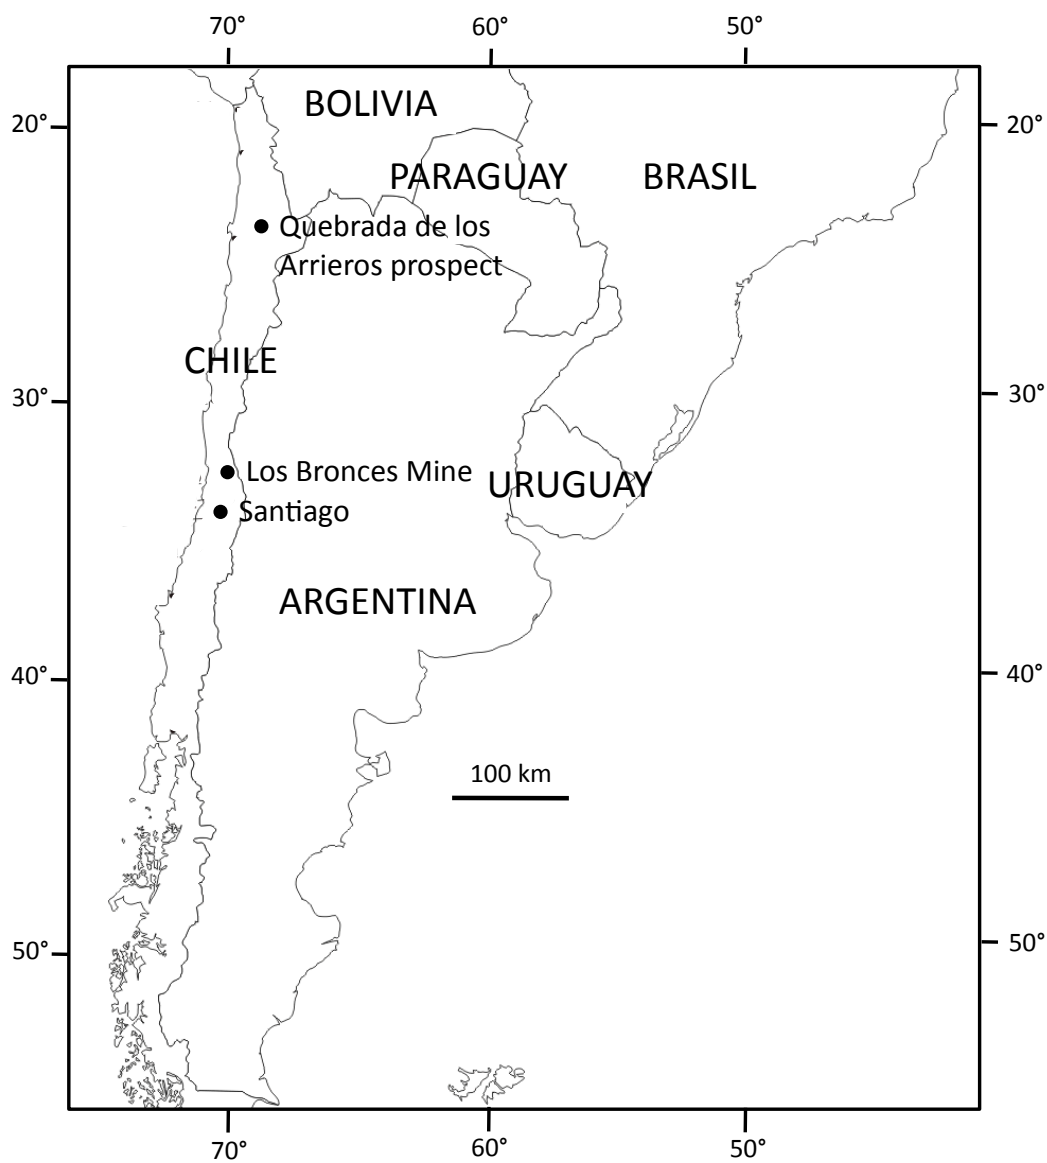 70°
60°
50°
BOLIVIA
20°
20°
PARAGUAY
BRASIL
Quebrada de los
Arrieros prospect
CHILE
30°
30°
Los Bronces Mine
URUGUAY
Santiago
ARGENTINA
40°
40°
100 km
50°
50°
70°
60°
50°